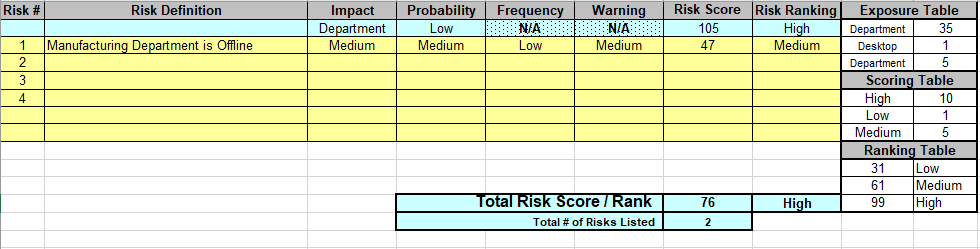 Risk # Risk Definition Impact Probability Frequency Warning Risk Score Risk Ranking Exposure Table
Department Low N/A N/A 105 High Department 35
1 Manufacturing Department is Offline Medium Medium Low Medium 47 Medium Desktop 1
2 Department 5
3 Scoring Table
4 High 10
Low 1
Medium 5
Ranking Table
31 Low
61 Medium
Total Risk Score / Rank 76 High 99 High
Total # of Risks Listed 2